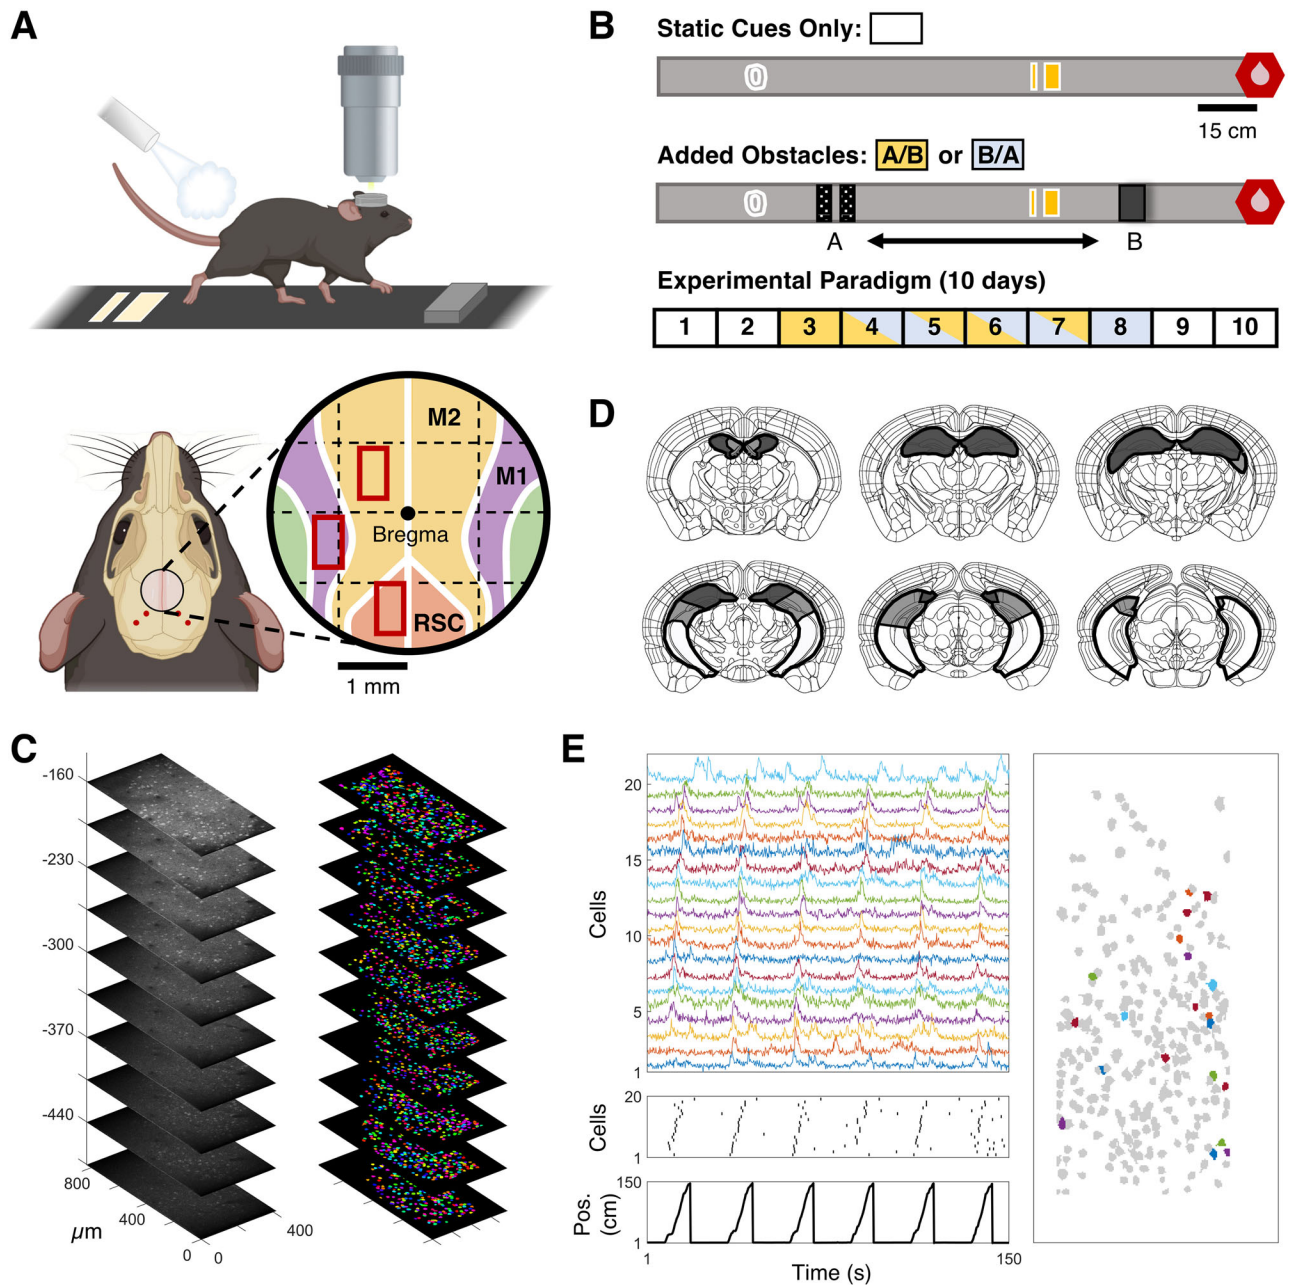 A
B
Static Cues Only:
15 cm
Added Obstacles: A/B or B/A
A
B
Experimental Paradigm (10 days)
1 2 3 4 5 6 7 8 9 10
M2
M1
Bregma
RSC
1 mm
D
C
-160
-230
-300
-370
-440
800
400
0
0
400
µm
E
Cells
20
15
10
5
1
Cells
20
1
Pos.
(cm)
150
1
1
150
Time (s)